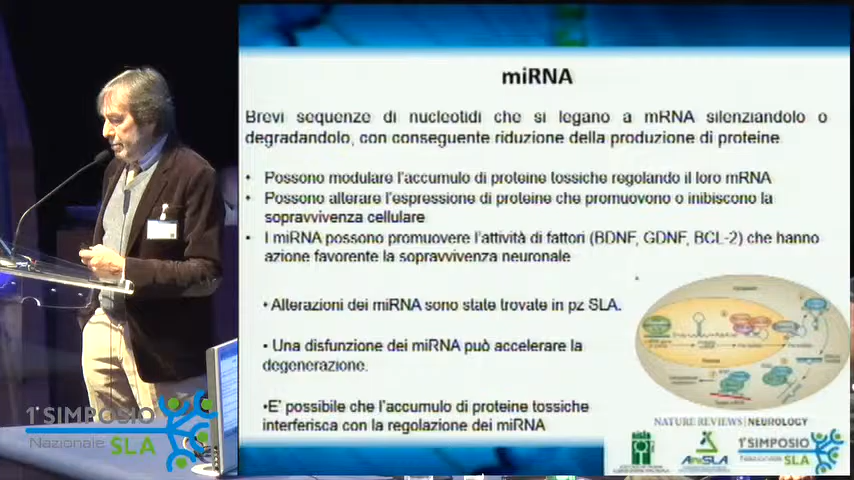 miRNA
Brevi sequenze di nucleotidi che si legano a mRNA silenziandolo o
degradandolo, con conseguente riduzione della produzione di proteine
• Possono modulare l'accumulo di proteine tossiche regolando il loro mRNA
• Possono alterare l'espressione di proteine che promuovono o inibiscono la
sopravvivenza cellulare
• I miRNA possono promuovere l'attività di fattori (BDNF, GDNF, BCL-2) che hanno
azione favorente la sopravvivenza neuronale
• Alterazioni dei miRNA sono state trovate in pz SLA.
• Una disfunzione dei miRNA può accelerare la
degenerazione.
•E' possibile che l'accumulo di proteine tossiche
interferisca con la regolazione dei miRNA
NATURE REVIEWS | NEUROLOGY
aisla
AriSLA
1° SIMPOSIO
Nazionale SLA
1° SIMPOSIO
Nazionale SLA